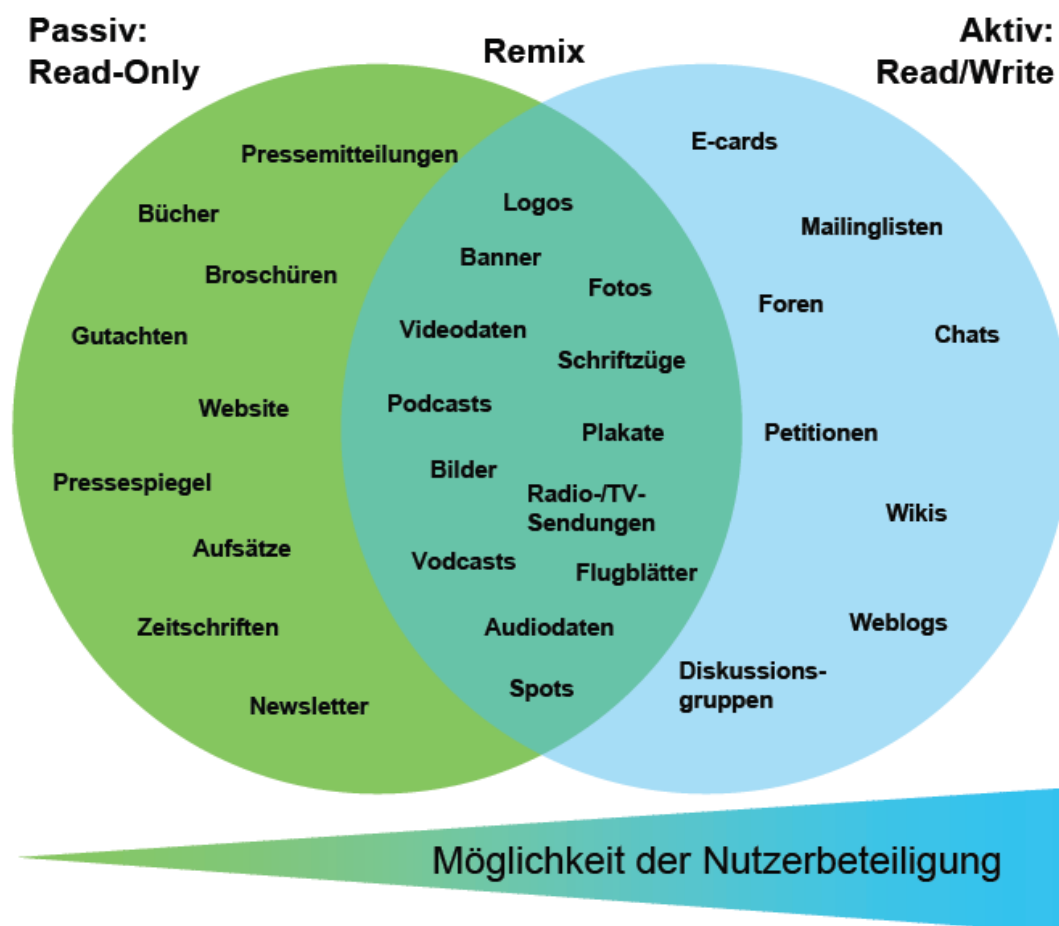 Passiv:
Read-Only
Remix
Aktiv:
Read/Write
Pressemitteilungen
Bücher
Broschüren
Gutachten
Website
Pressespiegel
Aufsätze
Zeitschriften
Newsletter
Logos
Banner
Fotos
Videodaten
Schriftzüge
Podcasts
Plakate
Bilder
Radio-/TV-
Sendungen
Vodcasts
Flugblätter
Audiodaten
Spots
E-cards
Mailinglisten
Foren
Chats
Petitionen
Wikis
Weblogs
Diskussions-
gruppen
Möglichkeit der Nutzerbeteiligung